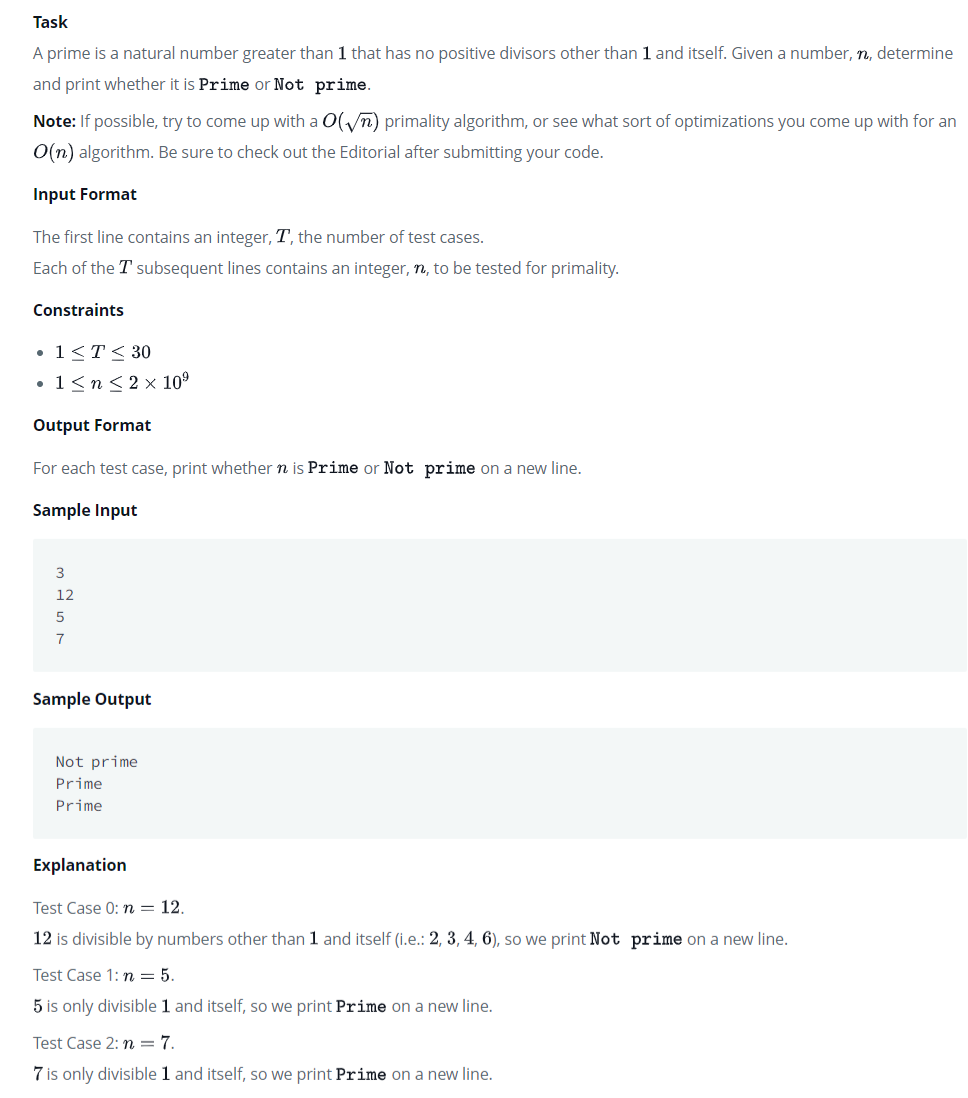 Task
A prime is a natural number greater than 1 that has no positive divisors other than 1 and itself. Given a number, n, determine
and print whether it is Prime or Not prime.
Note: If possible, try to come up with a O(√n) primality algorithm, or see what sort of optimizations you come up with for an
O(n) algorithm. Be sure to check out the Editorial after submitting your code.
Input Format
The first line contains an integer, T, the number of test cases.
Each of the T subsequent lines contains an integer, n, to be tested for primality.
Constraints
• 1 ≤ T ≤ 30
• 1 ≤ n ≤ 2 × 10⁹
Output Format
For each test case, print whether n is Prime or Not prime on a new line.
Sample Input
3
12
5
7
Sample Output
Not prime
Prime
Prime
Explanation
Test Case 0: n = 12.
12 is divisible by numbers other than 1 and itself (i.e.: 2, 3, 4, 6), so we print Not prime on a new line.
Test Case 1: n = 5.
5 is only divisible 1 and itself, so we print Prime on a new line.
Test Case 2: n = 7.
7 is only divisible 1 and itself, so we print Prime on a new line.